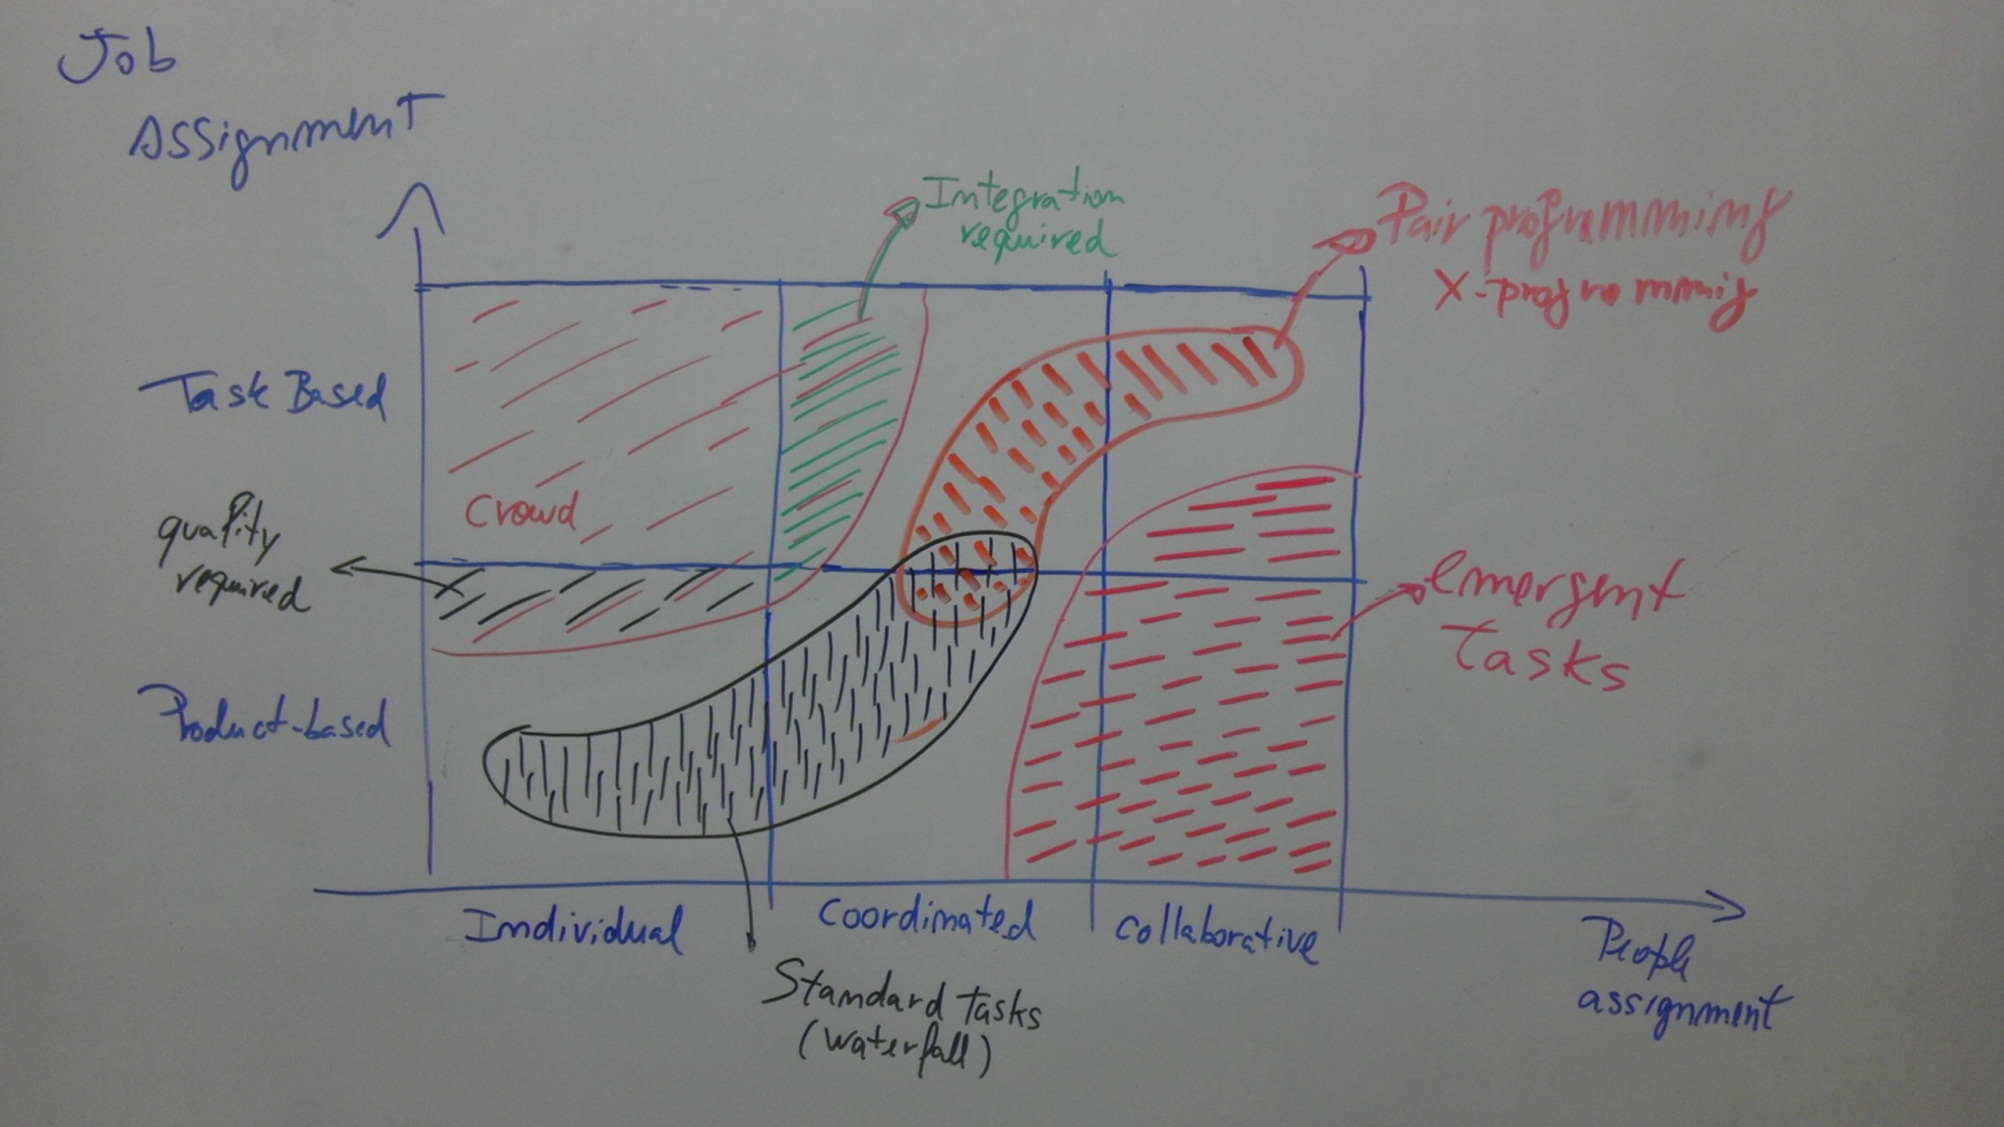 Job
Assignment
Integration
required
Pair programming
X-programmig
Task Based
Crowd
quality
required
emergent
Tasks
Product-based
Individual
Coordinated
collaborative
People
assignment
Standard Tasks
(waterfall)